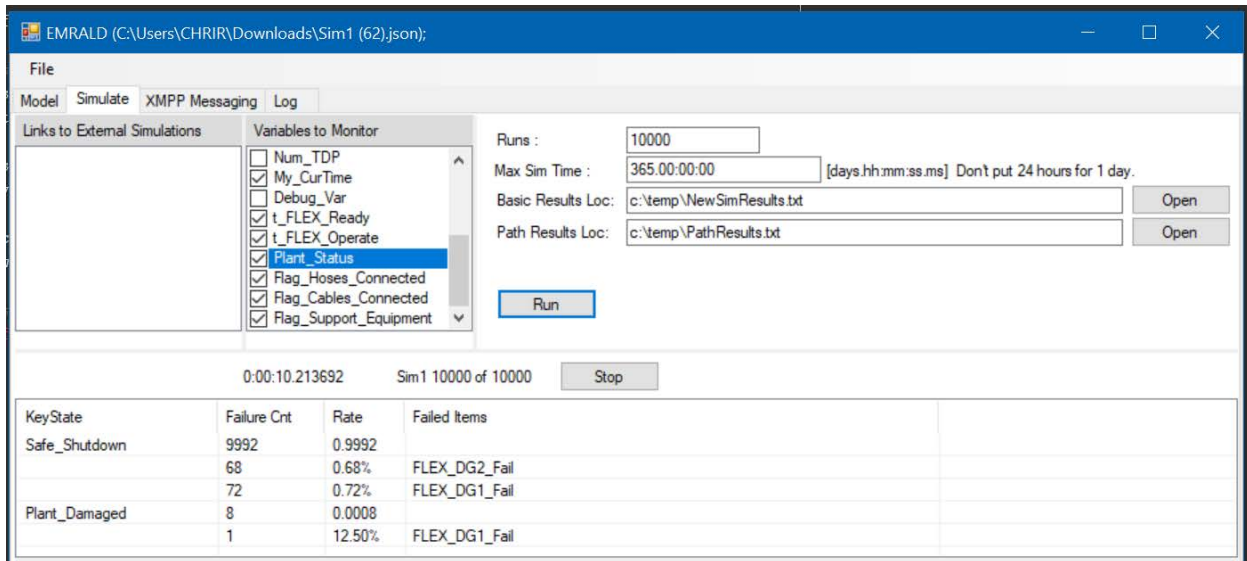 EMRALD (C:\Users\CHRIR\Downloads\Sim1 (62).json);
File
Model Simulate XMPP Messaging Log
Links to External Simulations
Variables to Monitor
Num_TDP
My_CurTime
Debug_Var
t_FLEX_Ready
t_FLEX_Operate
Plant_Status
Flag_Hoses_Connected
Flag_Cables_Connected
Flag_Support_Equipment
Runs : 10000
Max Sim Time : 365.00:00:00 [days.hh:mm:ss.ms] Don't put 24 hours for 1 day.
Basic Results Loc: c:\temp\NewSimResults.txt Open
Path Results Loc: c:\temp\PathResults.txt Open
Run
0:00:10.213692 Sim1 10000 of 10000 Stop
KeyState Failure Cnt Rate Failed Items
Safe_Shutdown 9992 0.9992
68 0.68% FLEX_DG2_Fail
72 0.72% FLEX_DG1_Fail
Plant_Damaged 8 0.0008
1 12.50% FLEX_DG1_Fail